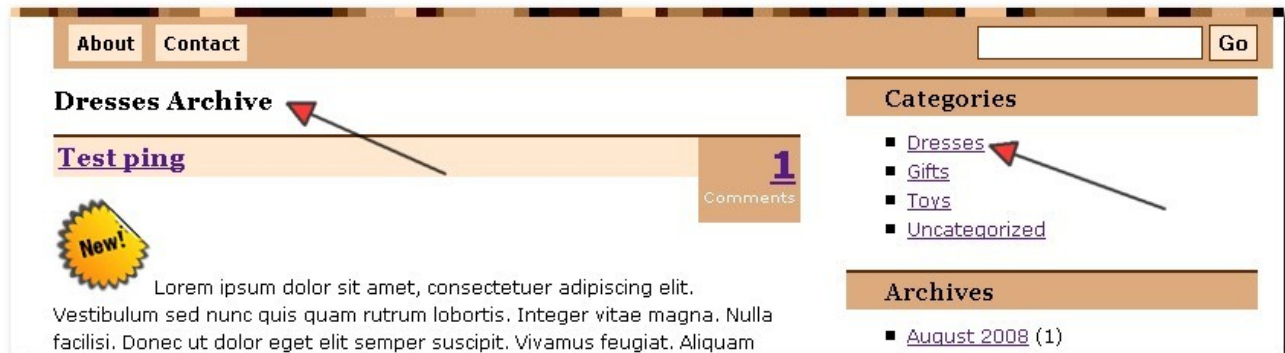 About Contact
Go
Dresses Archive
Test ping
1
Comments
New!
Lorem ipsum dolor sit amet, consectetuer adipiscing elit.
Vestibulum sed nunc quis quam rutrum lobortis. Integer vitae magna. Nulla
facilisi. Donec ut dolor eget elit semper suscipit. Vivamus feugiat. Aliquam
Categories
Dresses
Gifts
Toys
Uncategorized
Archives
August 2008 (1)